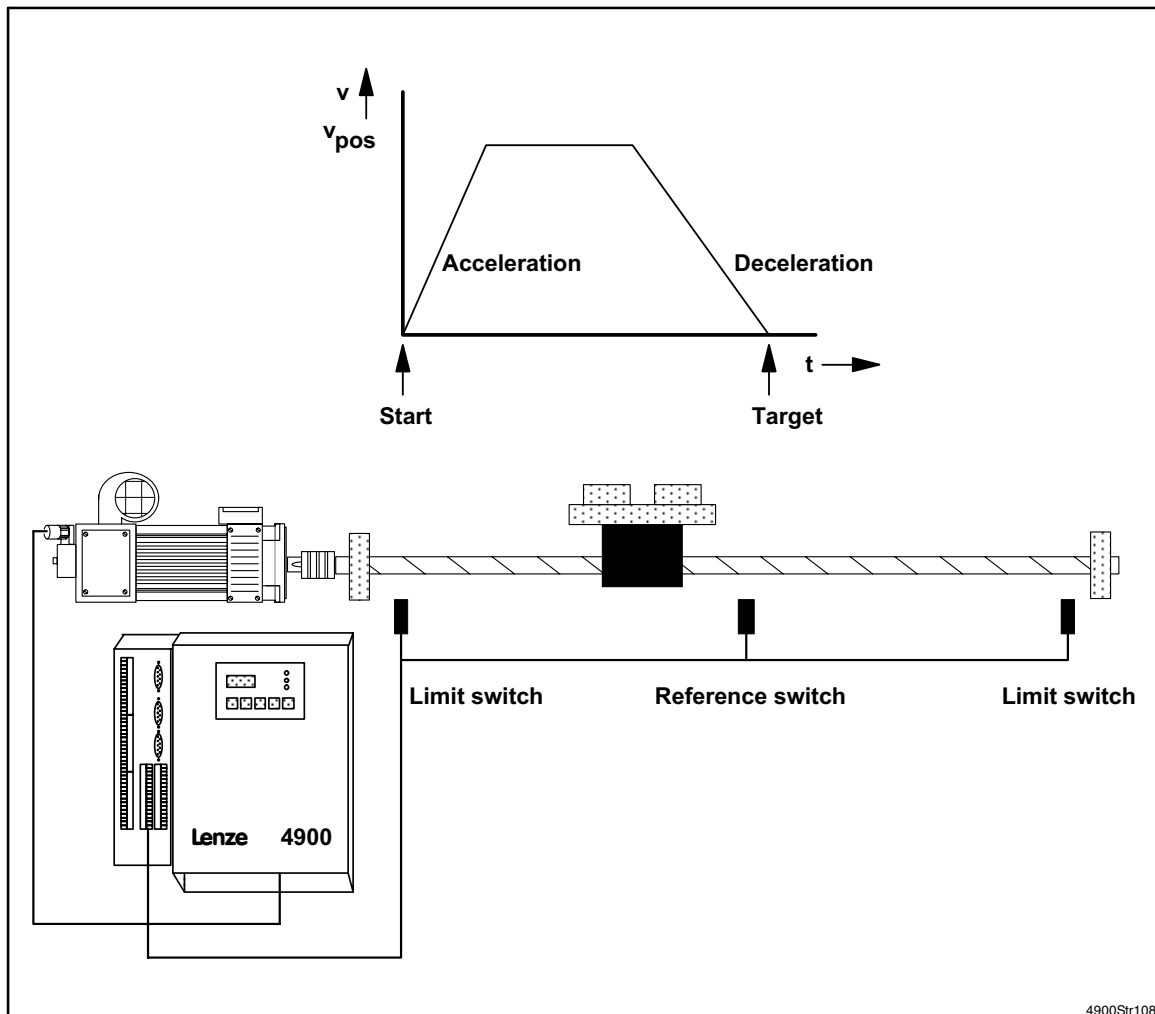 v
vpos
Acceleration
Deceleration
t
Start
Target
Limit switch
Reference switch
Limit switch
Lenze 4900
4900Str108